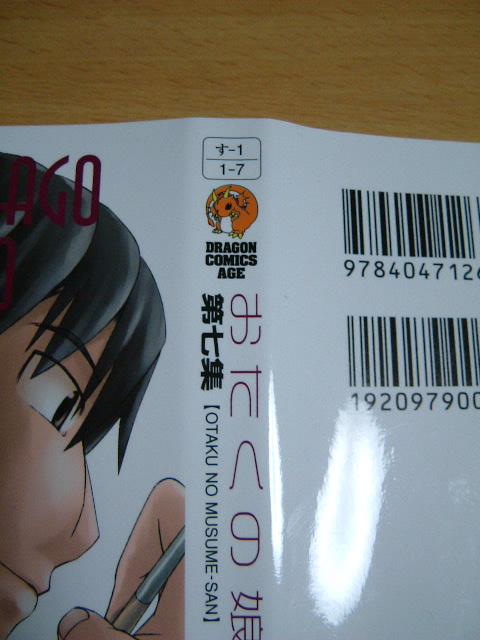 AGO
す-1
1-7
DRAGON
COMICS
AGE
おたくの娘
第七集
【OTAKU NO MUSUME-SAN】
978404712
192097900